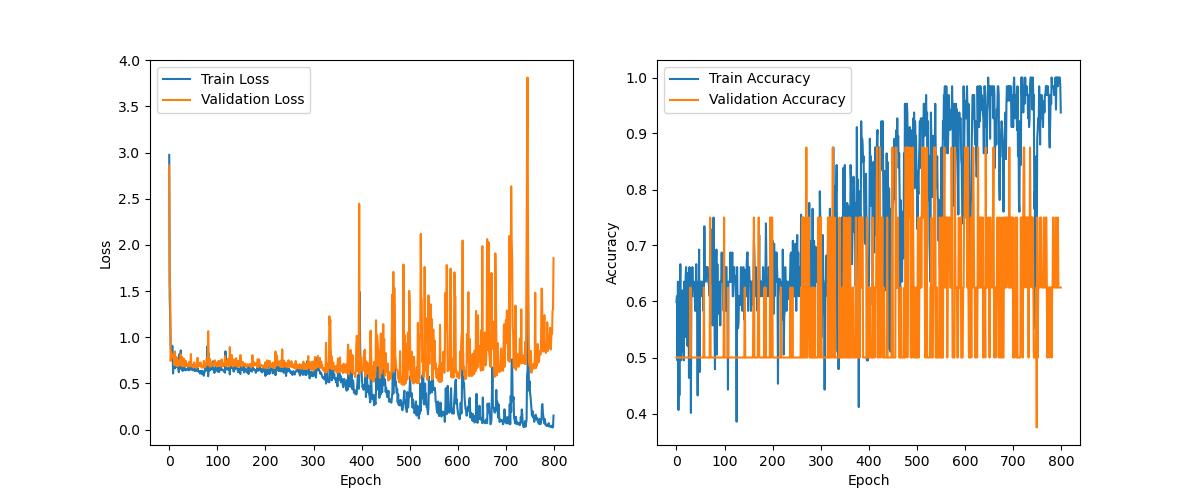 4.0
3.5
3.0
2.5
2.0
1.5
1.0
0.5
0.0
Loss
Train Loss
Validation Loss
0 100 200 300 400 500 600 700 800
Epoch
1.0
0.9
0.8
0.7
0.6
0.5
0.4
Accuracy
Train Accuracy
Validation Accuracy
0 100 200 300 400 500 600 700 800
Epoch